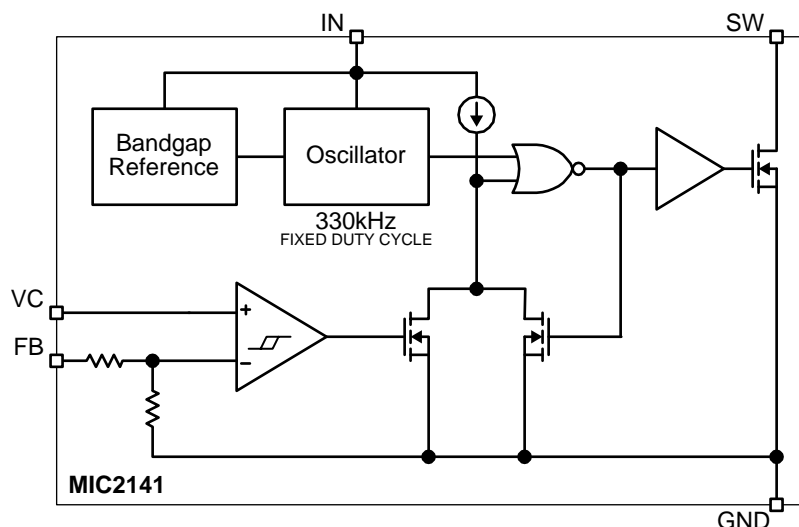 IN
SW
Bandgap
Reference
Oscillator
330kHz
FIXED DUTY CYCLE
VC
+
FB
–
MIC2141
GND